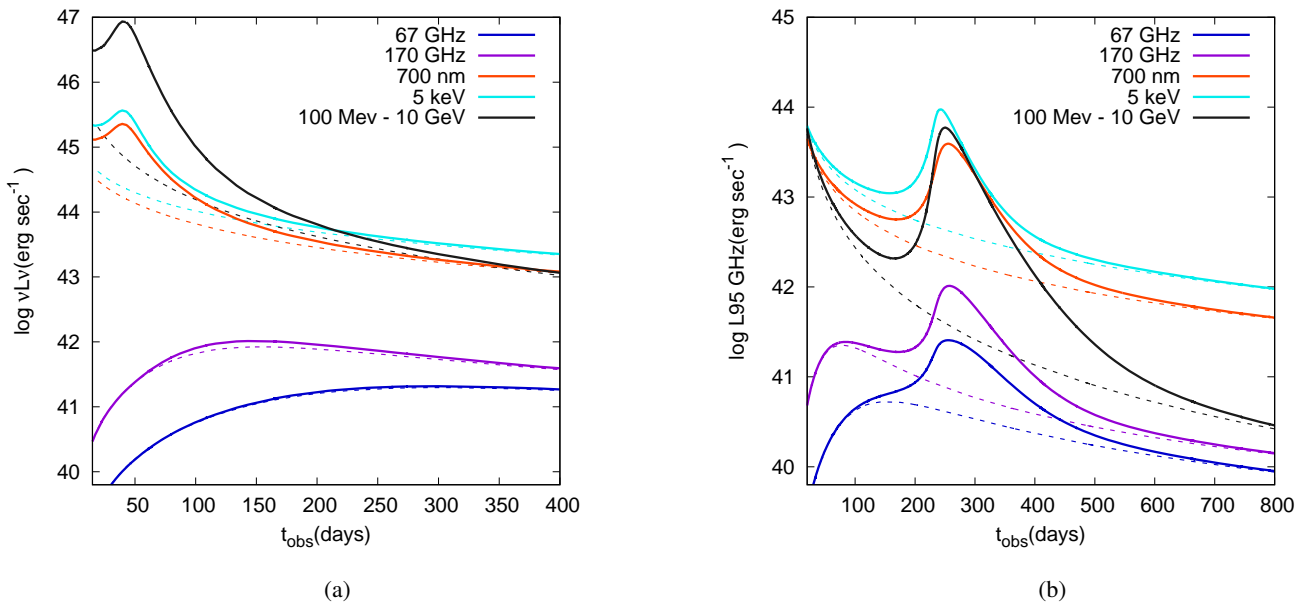 47
46
45
44
43
42
41
40
log νLν(erg sec⁻¹ )
67 GHz
170 GHz
700 nm
5 keV
100 Mev - 10 GeV
50 100 150 200 250 300 350 400
t_obs(days)
(a)
45
44
43
42
41
40
log L95 GHz(erg sec⁻¹ )
67 GHz
170 GHz
700 nm
5 keV
100 Mev - 10 GeV
100 200 300 400 500 600 700 800
t_obs(days)
(b)